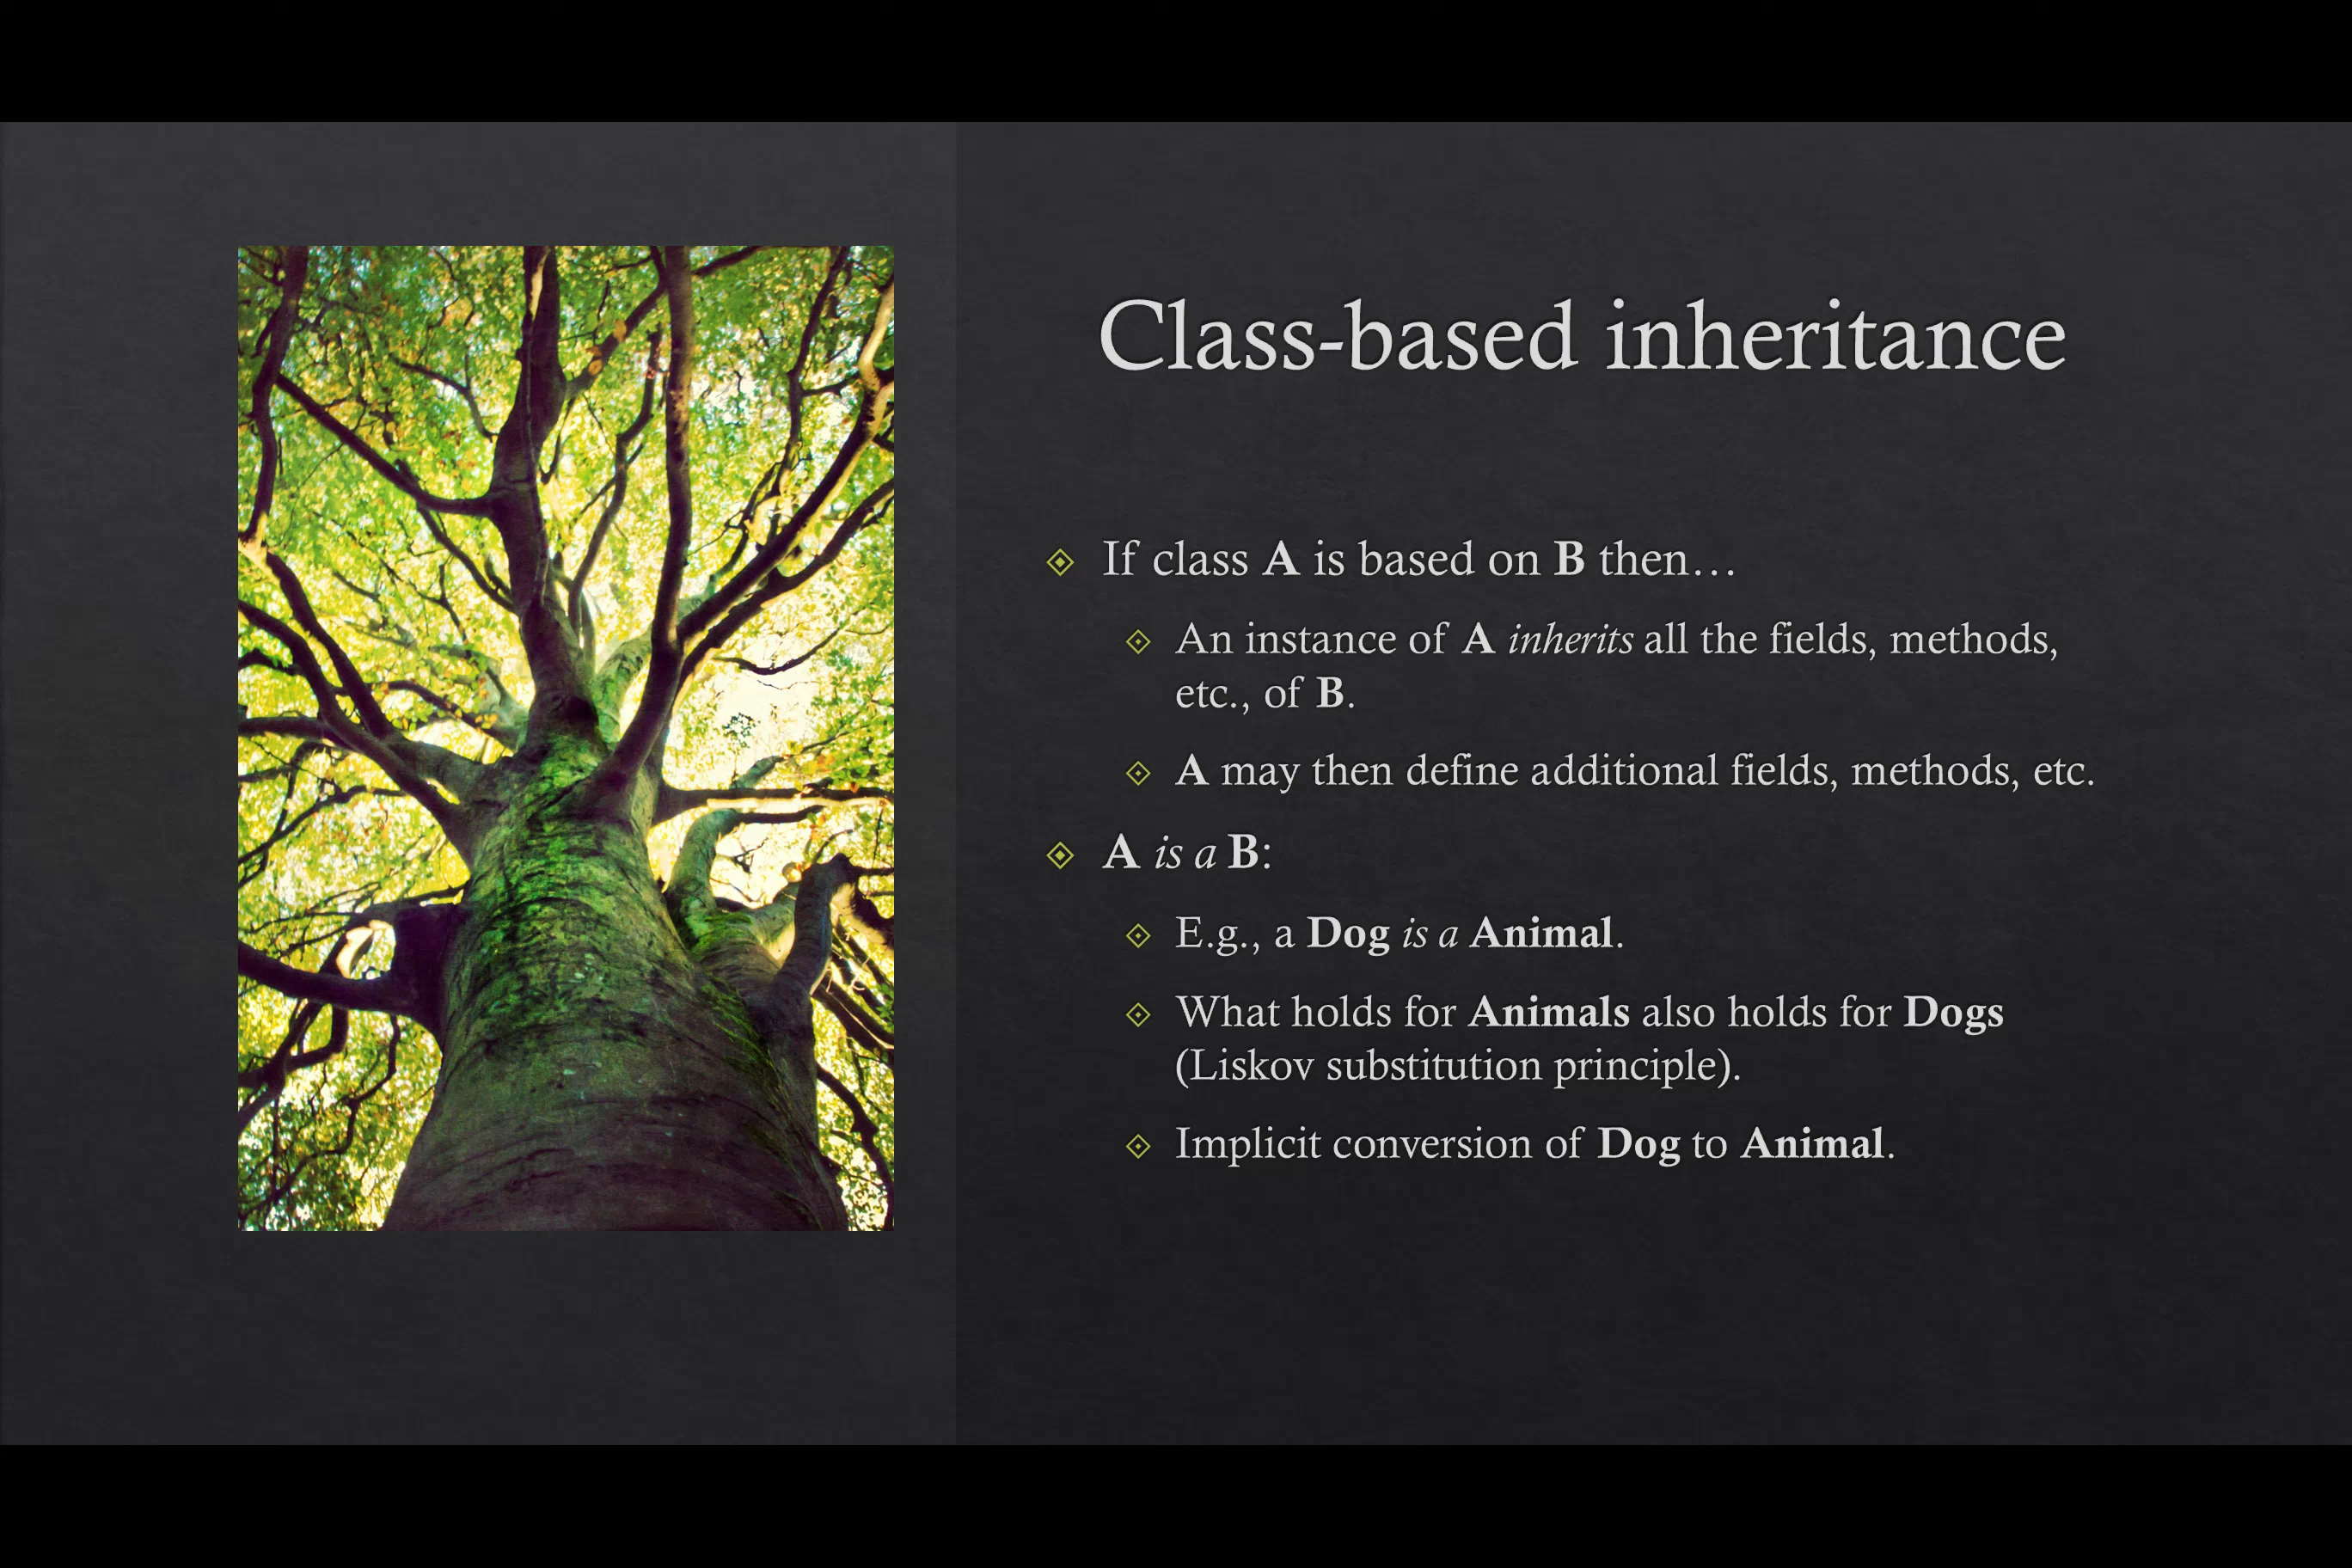 Class-based inheritance
If class A is based on B then…
An instance of A inherits all the fields, methods,
etc., of B.
A may then define additional fields, methods, etc.
A is a B:
E.g., a Dog is a Animal.
What holds for Animals also holds for Dogs
(Liskov substitution principle).
Implicit conversion of Dog to Animal.